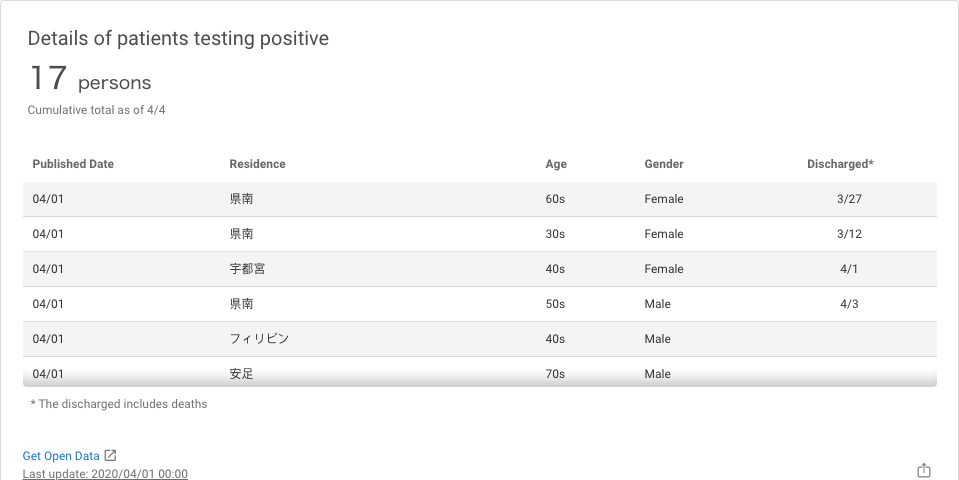 Details of patients testing positive
17 persons
Cumulative total as of 4/4
Published Date Residence Age Gender Discharged*
04/01 県南 60s Female 3/27
04/01 県南 30s Female 3/12
04/01 宇都宮 40s Female 4/1
04/01 県南 50s Male 4/3
04/01 フィリピン 40s Male
04/01 安足 70s Male
* The discharged includes deaths
Get Open Data
Last update: 2020/04/01 00:00